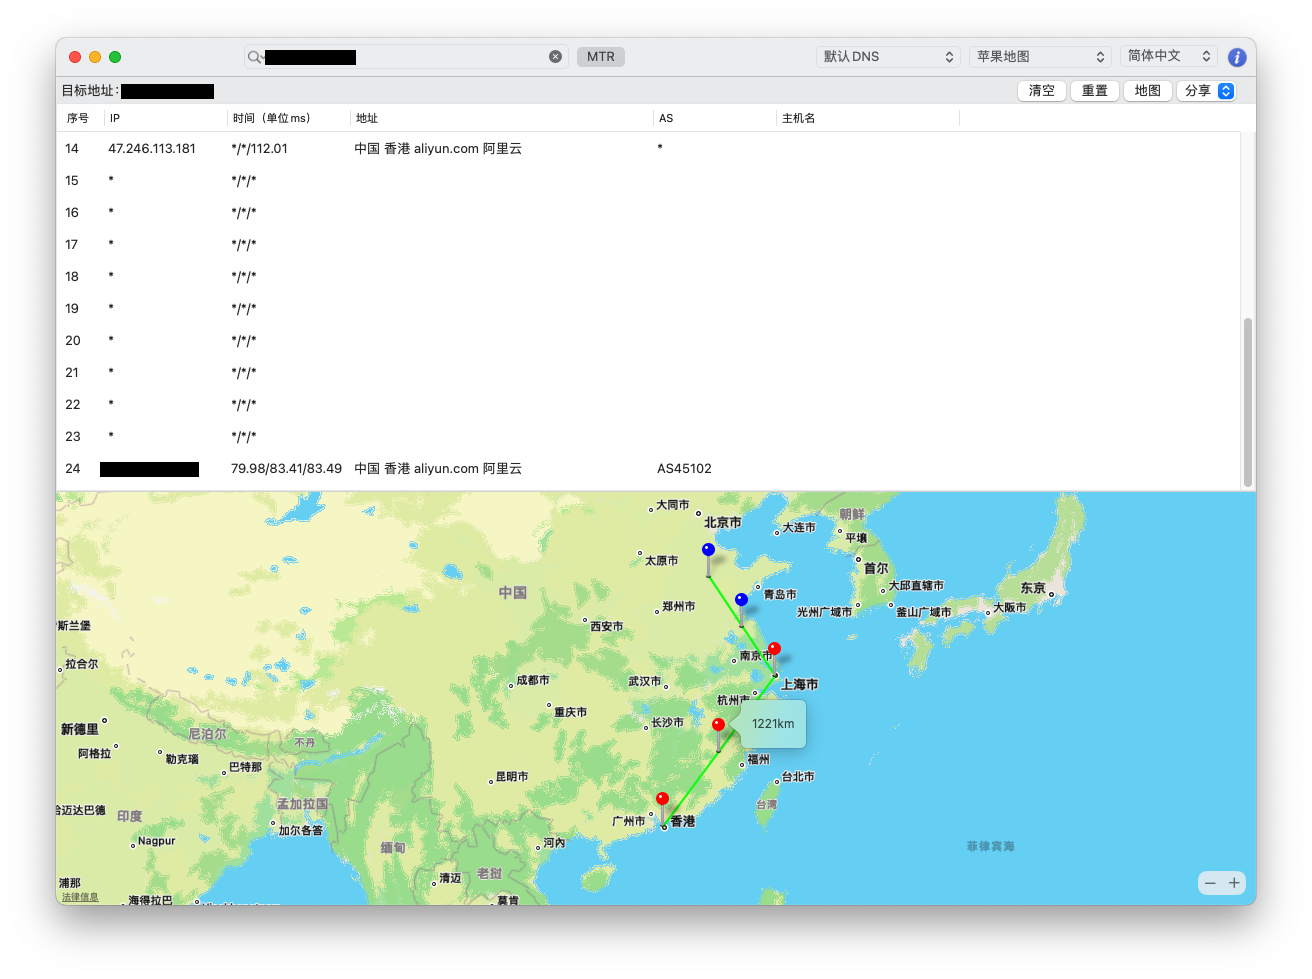 MTR 默认DNS 苹果地图 简体中文 i
目标地址: 清空 重置 地图 分享
序号 IP 时间（单位ms） 地址 AS 主机名
14 47.246.113.181 */*/112.01 中国 香港 aliyun.com 阿里云 *
15 * */*/*
16 * */*/*
17 * */*/*
18 * */*/*
19 * */*/*
20 * */*/*
21 * */*/*
22 * */*/*
23 * */*/*
24 79.98/83.41/83.49 中国 香港 aliyun.com 阿里云 AS45102
大同市
北京市
朝鲜
大连市
平壤
太原市
首尔
中国
青岛市
大邱直辖市
东京
郑州市
光州广域市
釜山广域市
大阪市
斯兰堡
西安市
拉合尔
南京市
成都市
武汉市
上海市
杭州市
重庆市
长沙市
1221km
新德里
尼泊尔
不丹
阿格拉
勒克瑙
巴特那
福州
昆明市
台北市
孟加拉国
台湾
哈迈达巴德
印度
广州市
香港
加尔各答
Nagpur
缅甸
河内
菲律宾海
老挝
浦那
清迈
法律信息
海得拉巴
莫肯